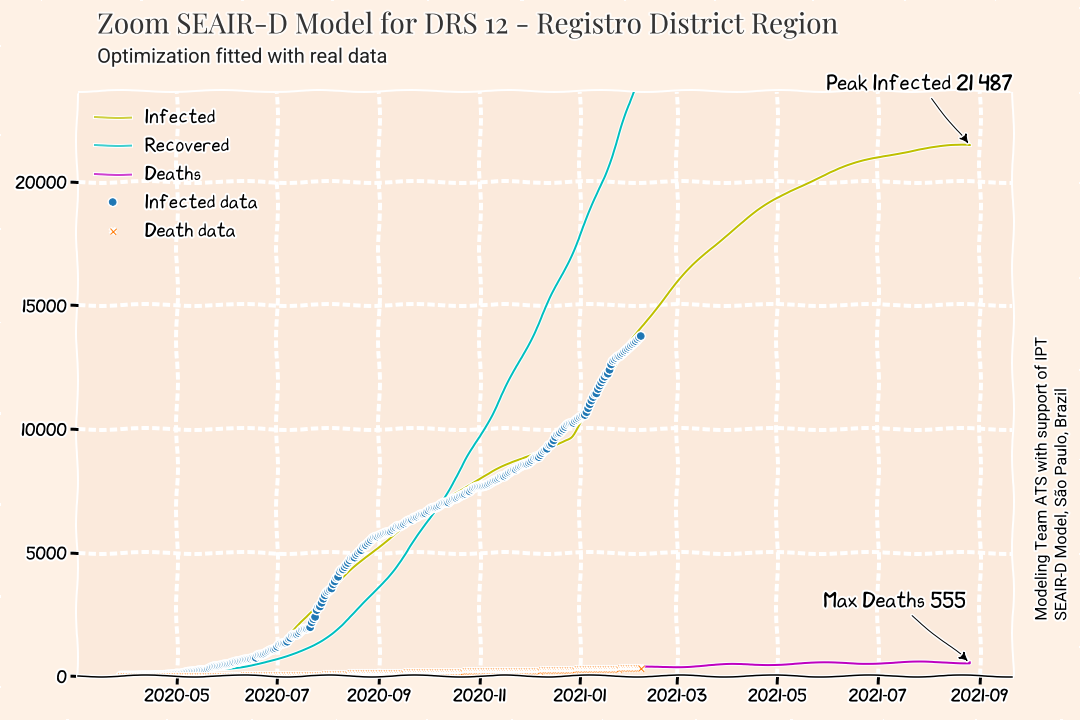 Zoom SEAIR-D Model for DRS 12 - Registro District Region
Optimization fitted with real data
Peak Infected 21 487
Infected
Recovered
Deaths
Infected data
Death data
20000
15000
10000
5000
0
Max Deaths 555
2020-05
2020-07
2020-09
2020-11
2021-01
2021-03
2021-05
2021-07
2021-09
Modeling Team ATS with support of IPT
SEAIR-D Model, São Paulo, Brazil